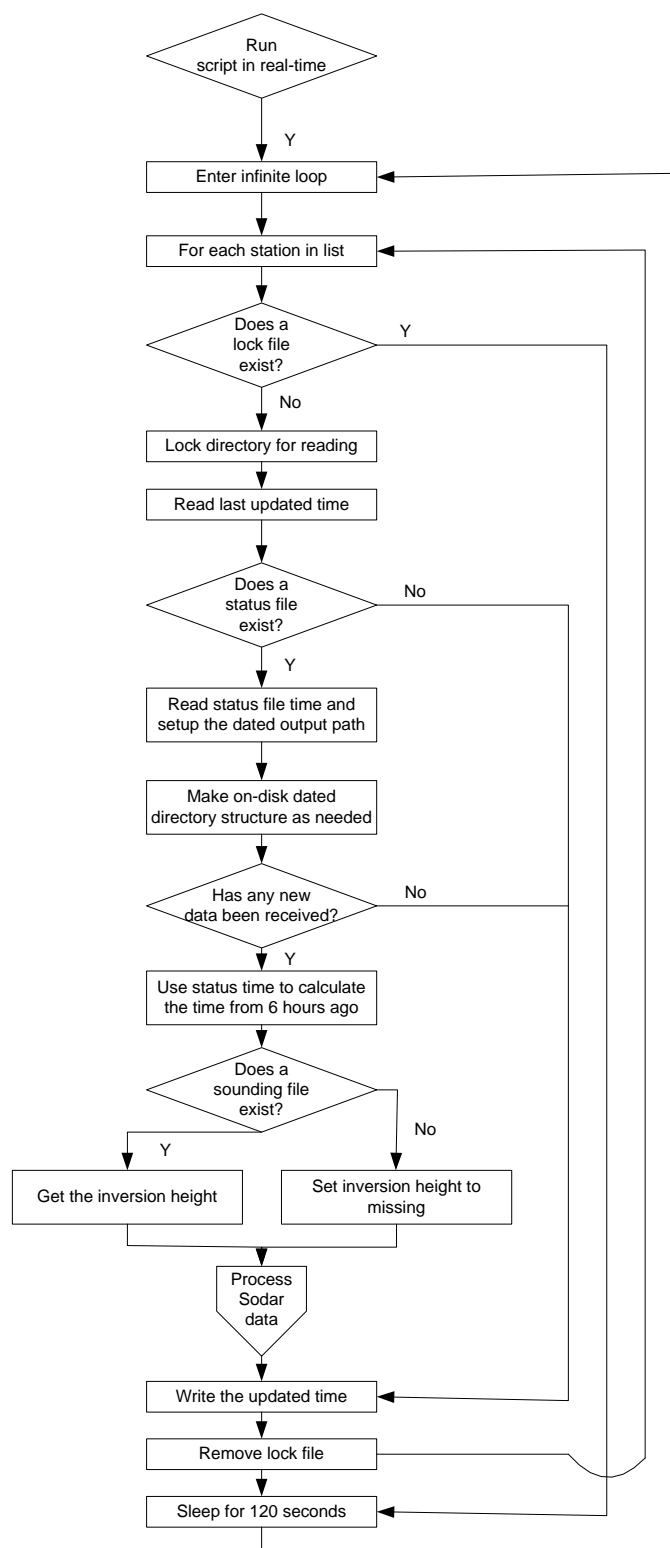 Run
script in real-time
Y
Enter infinite loop
For each station in list
Does a
lock file
exist?
Y
No
Lock directory for reading
Read last updated time
Does a
status file
exist?
No
Y
Read status file time and
setup the dated output path
Make on-disk dated
directory structure as needed
Has any new
data been received?
No
Y
Use status time to calculate
the time from 6 hours ago
Does a
sounding file
exist?
Y
No
Get the inversion height
Set inversion height to
missing
Process
Sodar
data
Write the updated time
Remove lock file
Sleep for 120 seconds